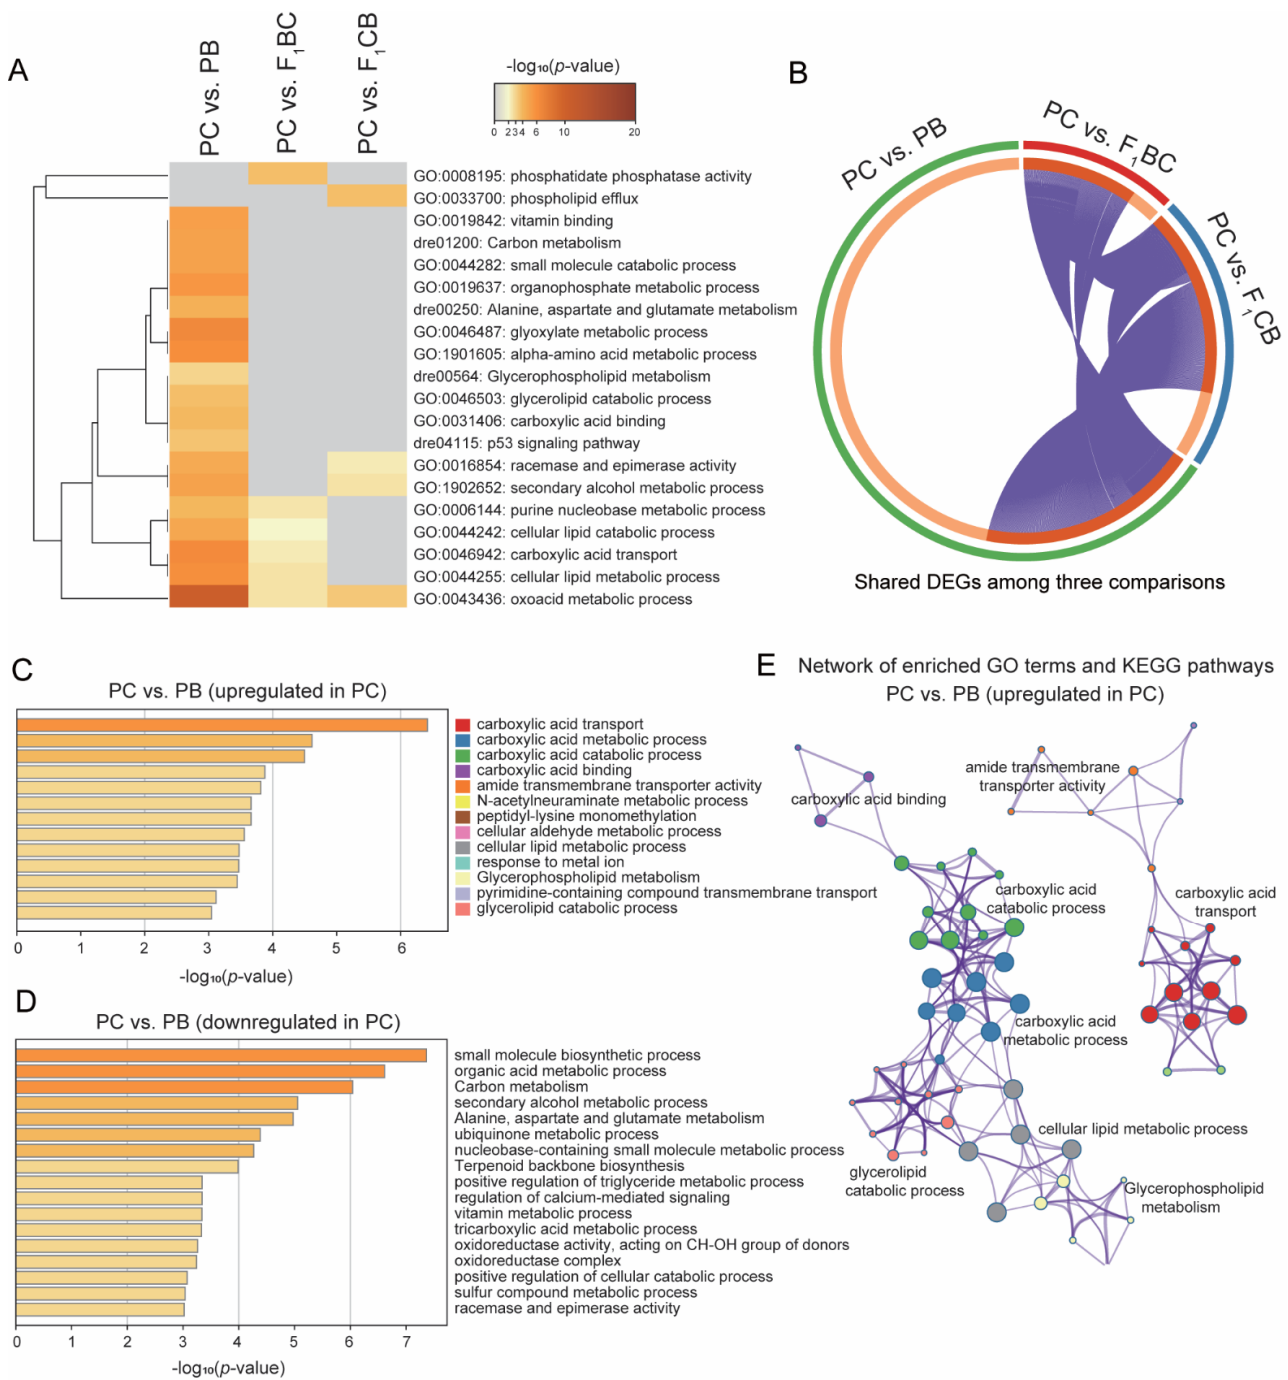 A
PC vs. PB
PC vs. F₁BC
PC vs. F₁CB
-log₁₀(p-value)
0 2 3 4 6 10 20
GO:0008195: phosphatidate phosphatase activity
GO:0033700: phospholipid efflux
GO:0019842: vitamin binding
dre01200: Carbon metabolism
GO:0044282: small molecule catabolic process
GO:0019637: organophosphate metabolic process
dre00250: Alanine, aspartate and glutamate metabolism
GO:0046487: glyoxylate metabolic process
GO:1901605: alpha-amino acid metabolic process
dre00564: Glycerophospholipid metabolism
GO:0046503: glycerolipid catabolic process
GO:0031406: carboxylic acid binding
dre04115: p53 signaling pathway
GO:0016854: racemase and epimerase activity
GO:1902652: secondary alcohol metabolic process
GO:0006144: purine nucleobase metabolic process
GO:0044242: cellular lipid catabolic process
GO:0046942: carboxylic acid transport
GO:0044255: cellular lipid metabolic process
GO:0043436: oxoacid metabolic process
B
PC vs. PB
PC vs. F₁BC
PC vs. F₁CB
Shared DEGs among three comparisons
C
PC vs. PB (upregulated in PC)
carboxylic acid transport
carboxylic acid metabolic process
carboxylic acid catabolic process
carboxylic acid binding
amide transmembrane transporter activity
N-acetylneuraminate metabolic process
peptidyl-lysine monomethylation
cellular aldehyde metabolic process
cellular lipid metabolic process
response to metal ion
Glycerophospholipid metabolism
pyrimidine-containing compound transmembrane transport
glycerolipid catabolic process
0 1 2 3 4 5 6
-log₁₀(p-value)
D
PC vs. PB (downregulated in PC)
small molecule biosynthetic process
organic acid metabolic process
Carbon metabolism
secondary alcohol metabolic process
Alanine, aspartate and glutamate metabolism
ubiquinone metabolic process
nucleobase-containing small molecule metabolic process
Terpenoid backbone biosynthesis
positive regulation of triglyceride metabolic process
regulation of calcium-mediated signaling
vitamin metabolic process
tricarboxylic acid metabolic process
oxidoreductase activity, acting on CH-OH group of donors
oxidoreductase complex
positive regulation of cellular catabolic process
sulfur compound metabolic process
racemase and epimerase activity
0 1 2 3 4 5 6 7
-log₁₀(p-value)
E
Network of enriched GO terms and KEGG pathways
PC vs. PB (upregulated in PC)
amide transmembrane
transporter activity
carboxylic acid binding
carboxylic acid
catabolic process
carboxylic acid
transport
carboxylic acid
metabolic process
cellular lipid metabolic process
glycerolipid
catabolic process
Glycerophospholipid
metabolism